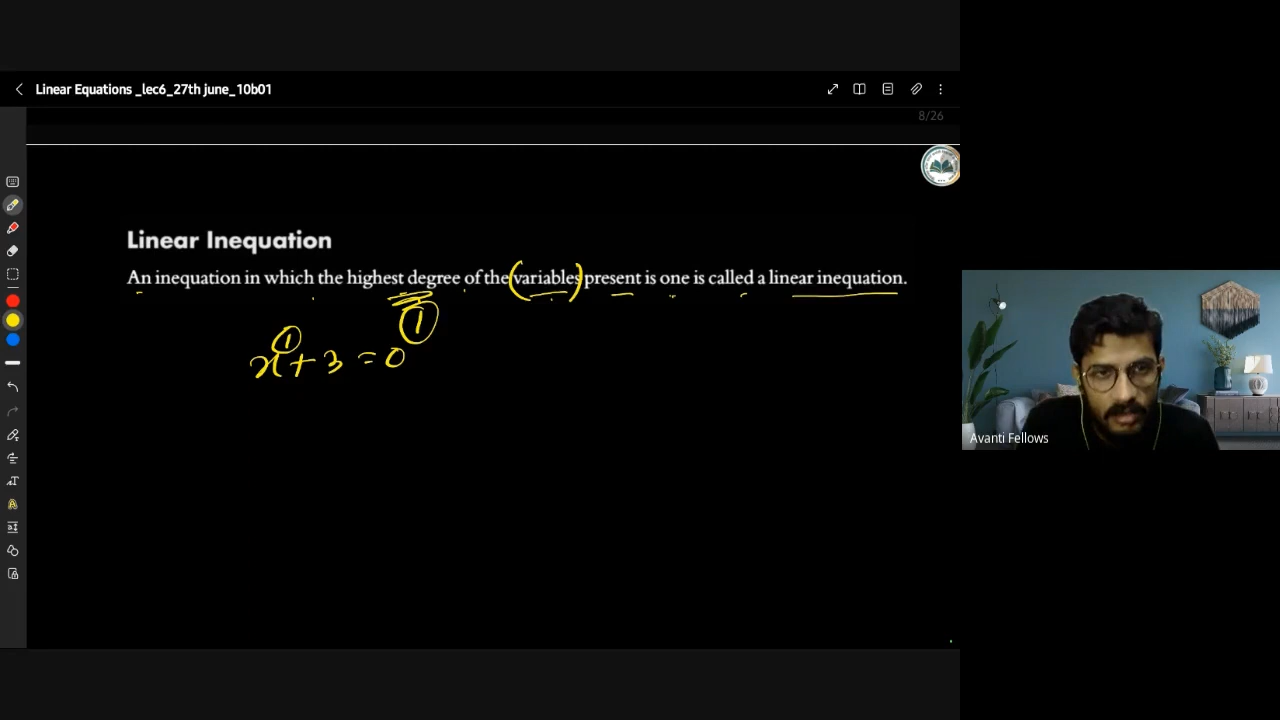 Linear Equations _lec6_27th june_10b01
8/26
Linear Inequation
An inequation in which the highest degree of the (variables) present is one is called a linear inequation.
1
x¹ + 3 = 0
Avanti Fellows